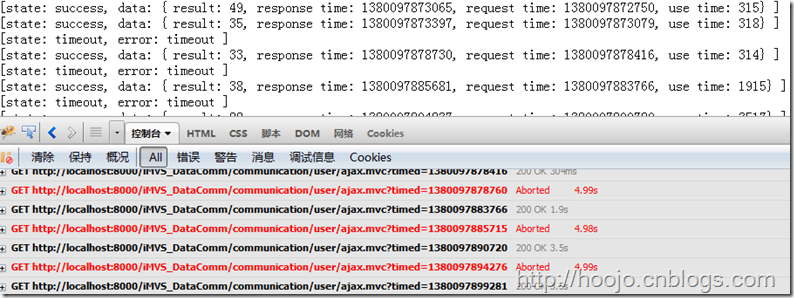 [state: success, data: { result: 49, response time: 1380097873065, request time: 1380097872750, use time: 315} ]
[state: success, data: { result: 35, response time: 1380097873397, request time: 1380097873079, use time: 318} ]
[state: timeout, error: timeout ]
[state: success, data: { result: 33, response time: 1380097878730, request time: 1380097878416, use time: 314} ]
[state: timeout, error: timeout ]
[state: success, data: { result: 38, response time: 1380097885681, request time: 1380097883766, use time: 1915} ]
[state: timeout, error: timeout ]
控制台 HTML CSS 脚本 DOM 网络 Cookies
清除 保持 概况 All 错误 警告 消息 调试信息 Cookies
GET http://localhost:8000/iMVS_DataComm/communication/user/ajax.mvc?timed=1380097878416 200 OK 304ms
GET http://localhost:8000/iMVS_DataComm/communication/user/ajax.mvc?timed=1380097878760 Aborted 4.99s
GET http://localhost:8000/iMVS_DataComm/communication/user/ajax.mvc?timed=1380097883766 200 OK 1.9s
GET http://localhost:8000/iMVS_DataComm/communication/user/ajax.mvc?timed=1380097885715 Aborted 4.98s
GET http://localhost:8000/iMVS_DataComm/communication/user/ajax.mvc?timed=1380097890720 200 OK 3.5s
GET http://localhost:8000/iMVS_DataComm/communication/user/ajax.mvc?timed=1380097894276 Aborted 4.99s
GET http://localhost:8000/iMVS_DataComm/communication/user/ajax.mvc?timed=1380097899281
http://hoojo.cnblogs.com